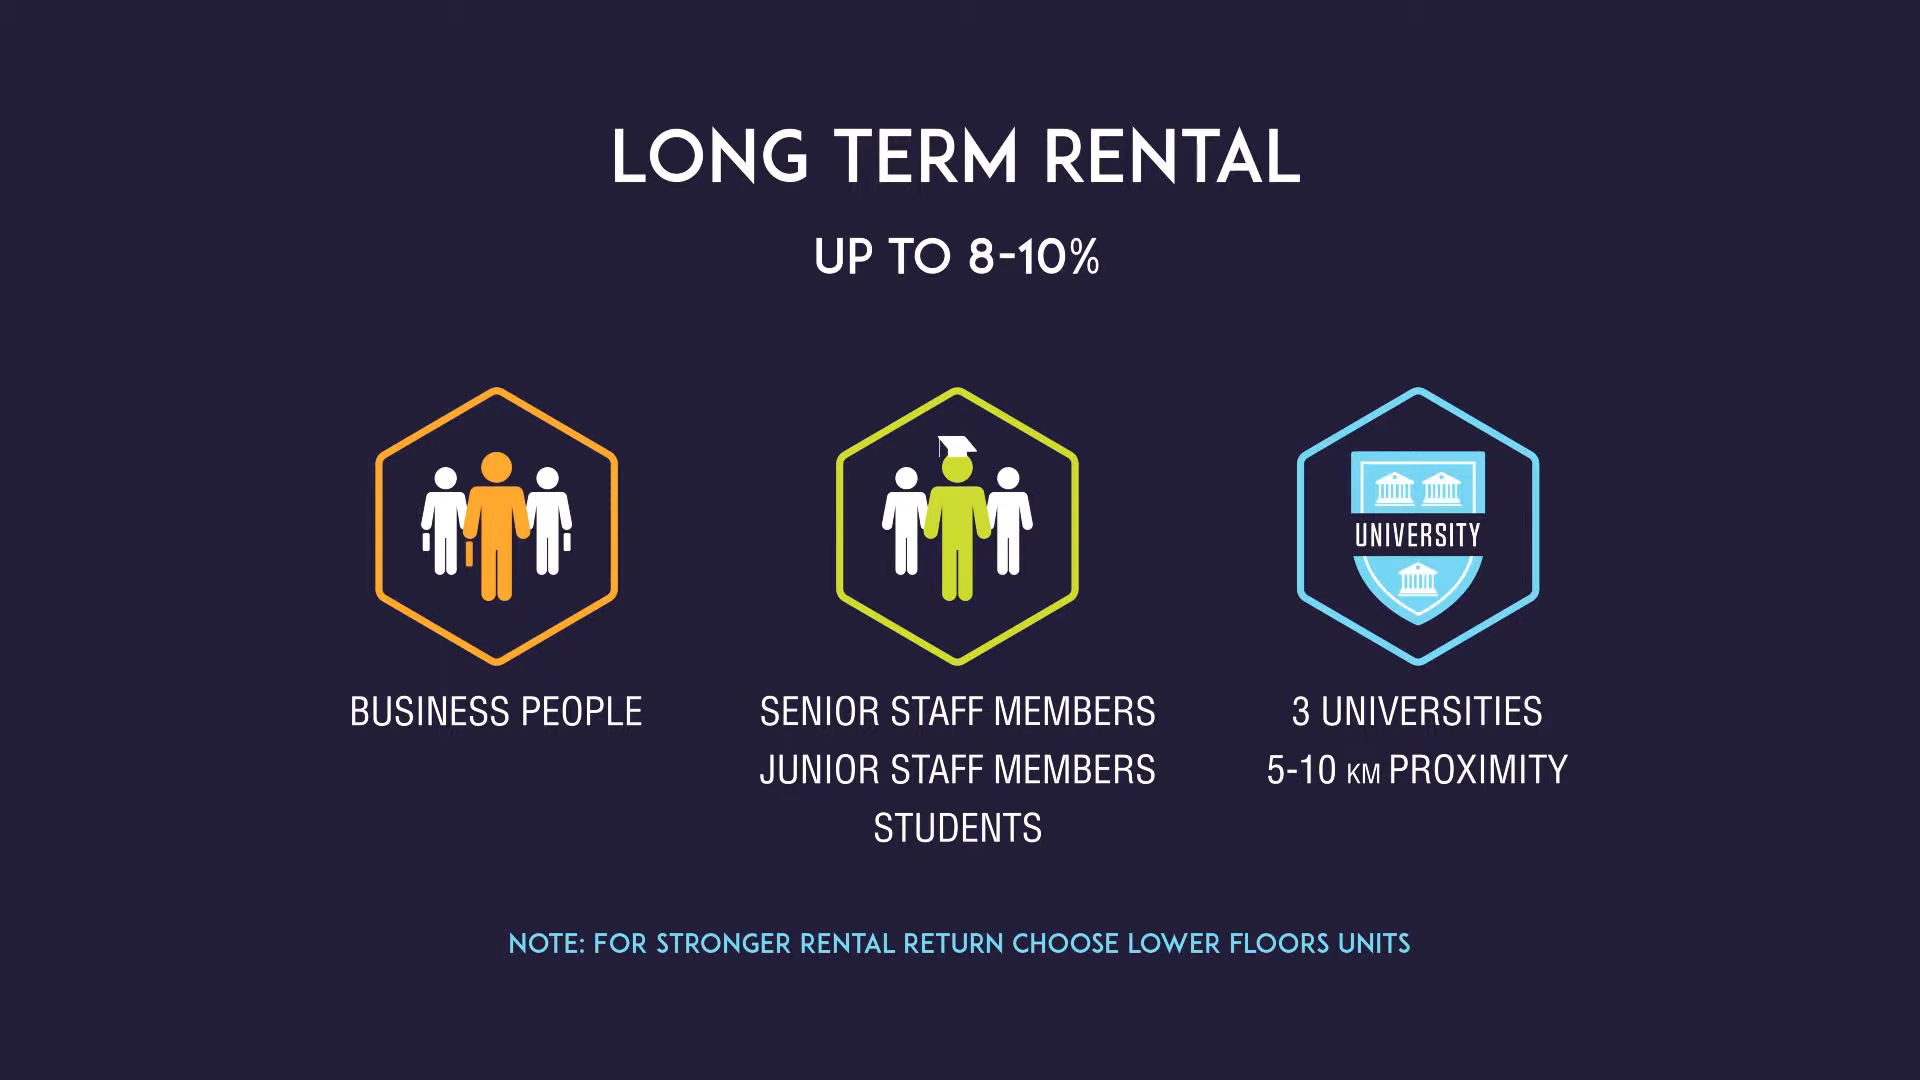 LONG TERM RENTAL
UP TO 8-10%
UNIVERSITY
BUSINESS PEOPLE
SENIOR STAFF MEMBERS
JUNIOR STAFF MEMBERS
STUDENTS
3 UNIVERSITIES
5-10 KM PROXIMITY
NOTE: FOR STRONGER RENTAL RETURN CHOOSE LOWER FLOORS UNITS